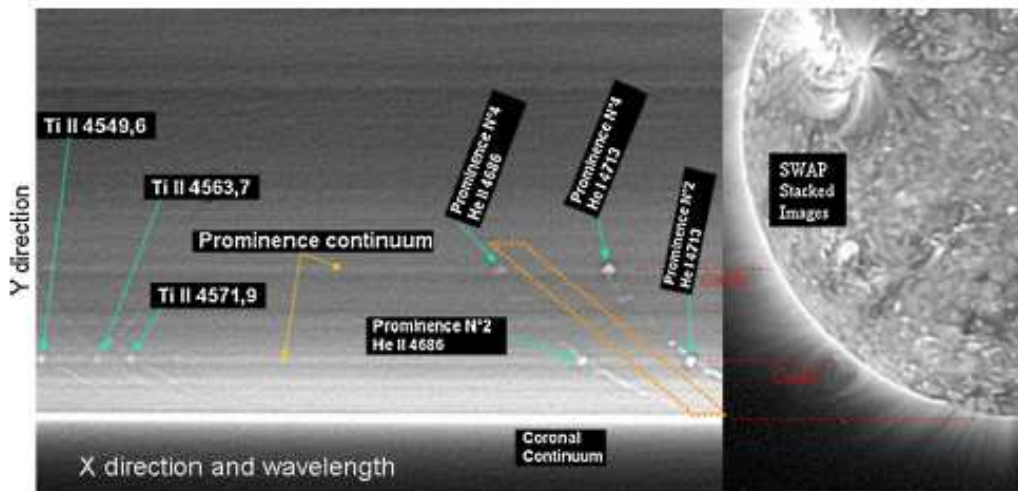 Ti II 4549,6
Ti II 4563,7
Prominence continuum
Ti II 4571,9
Prominence N°4
He II 4686
Prominence N°4
He I 4713
Prominence N°2
He I 4713
Prominence N°2
He II 4686
Coronal
Continuum
X direction and wavelength
Y direction
SWAP
Stacked
Images